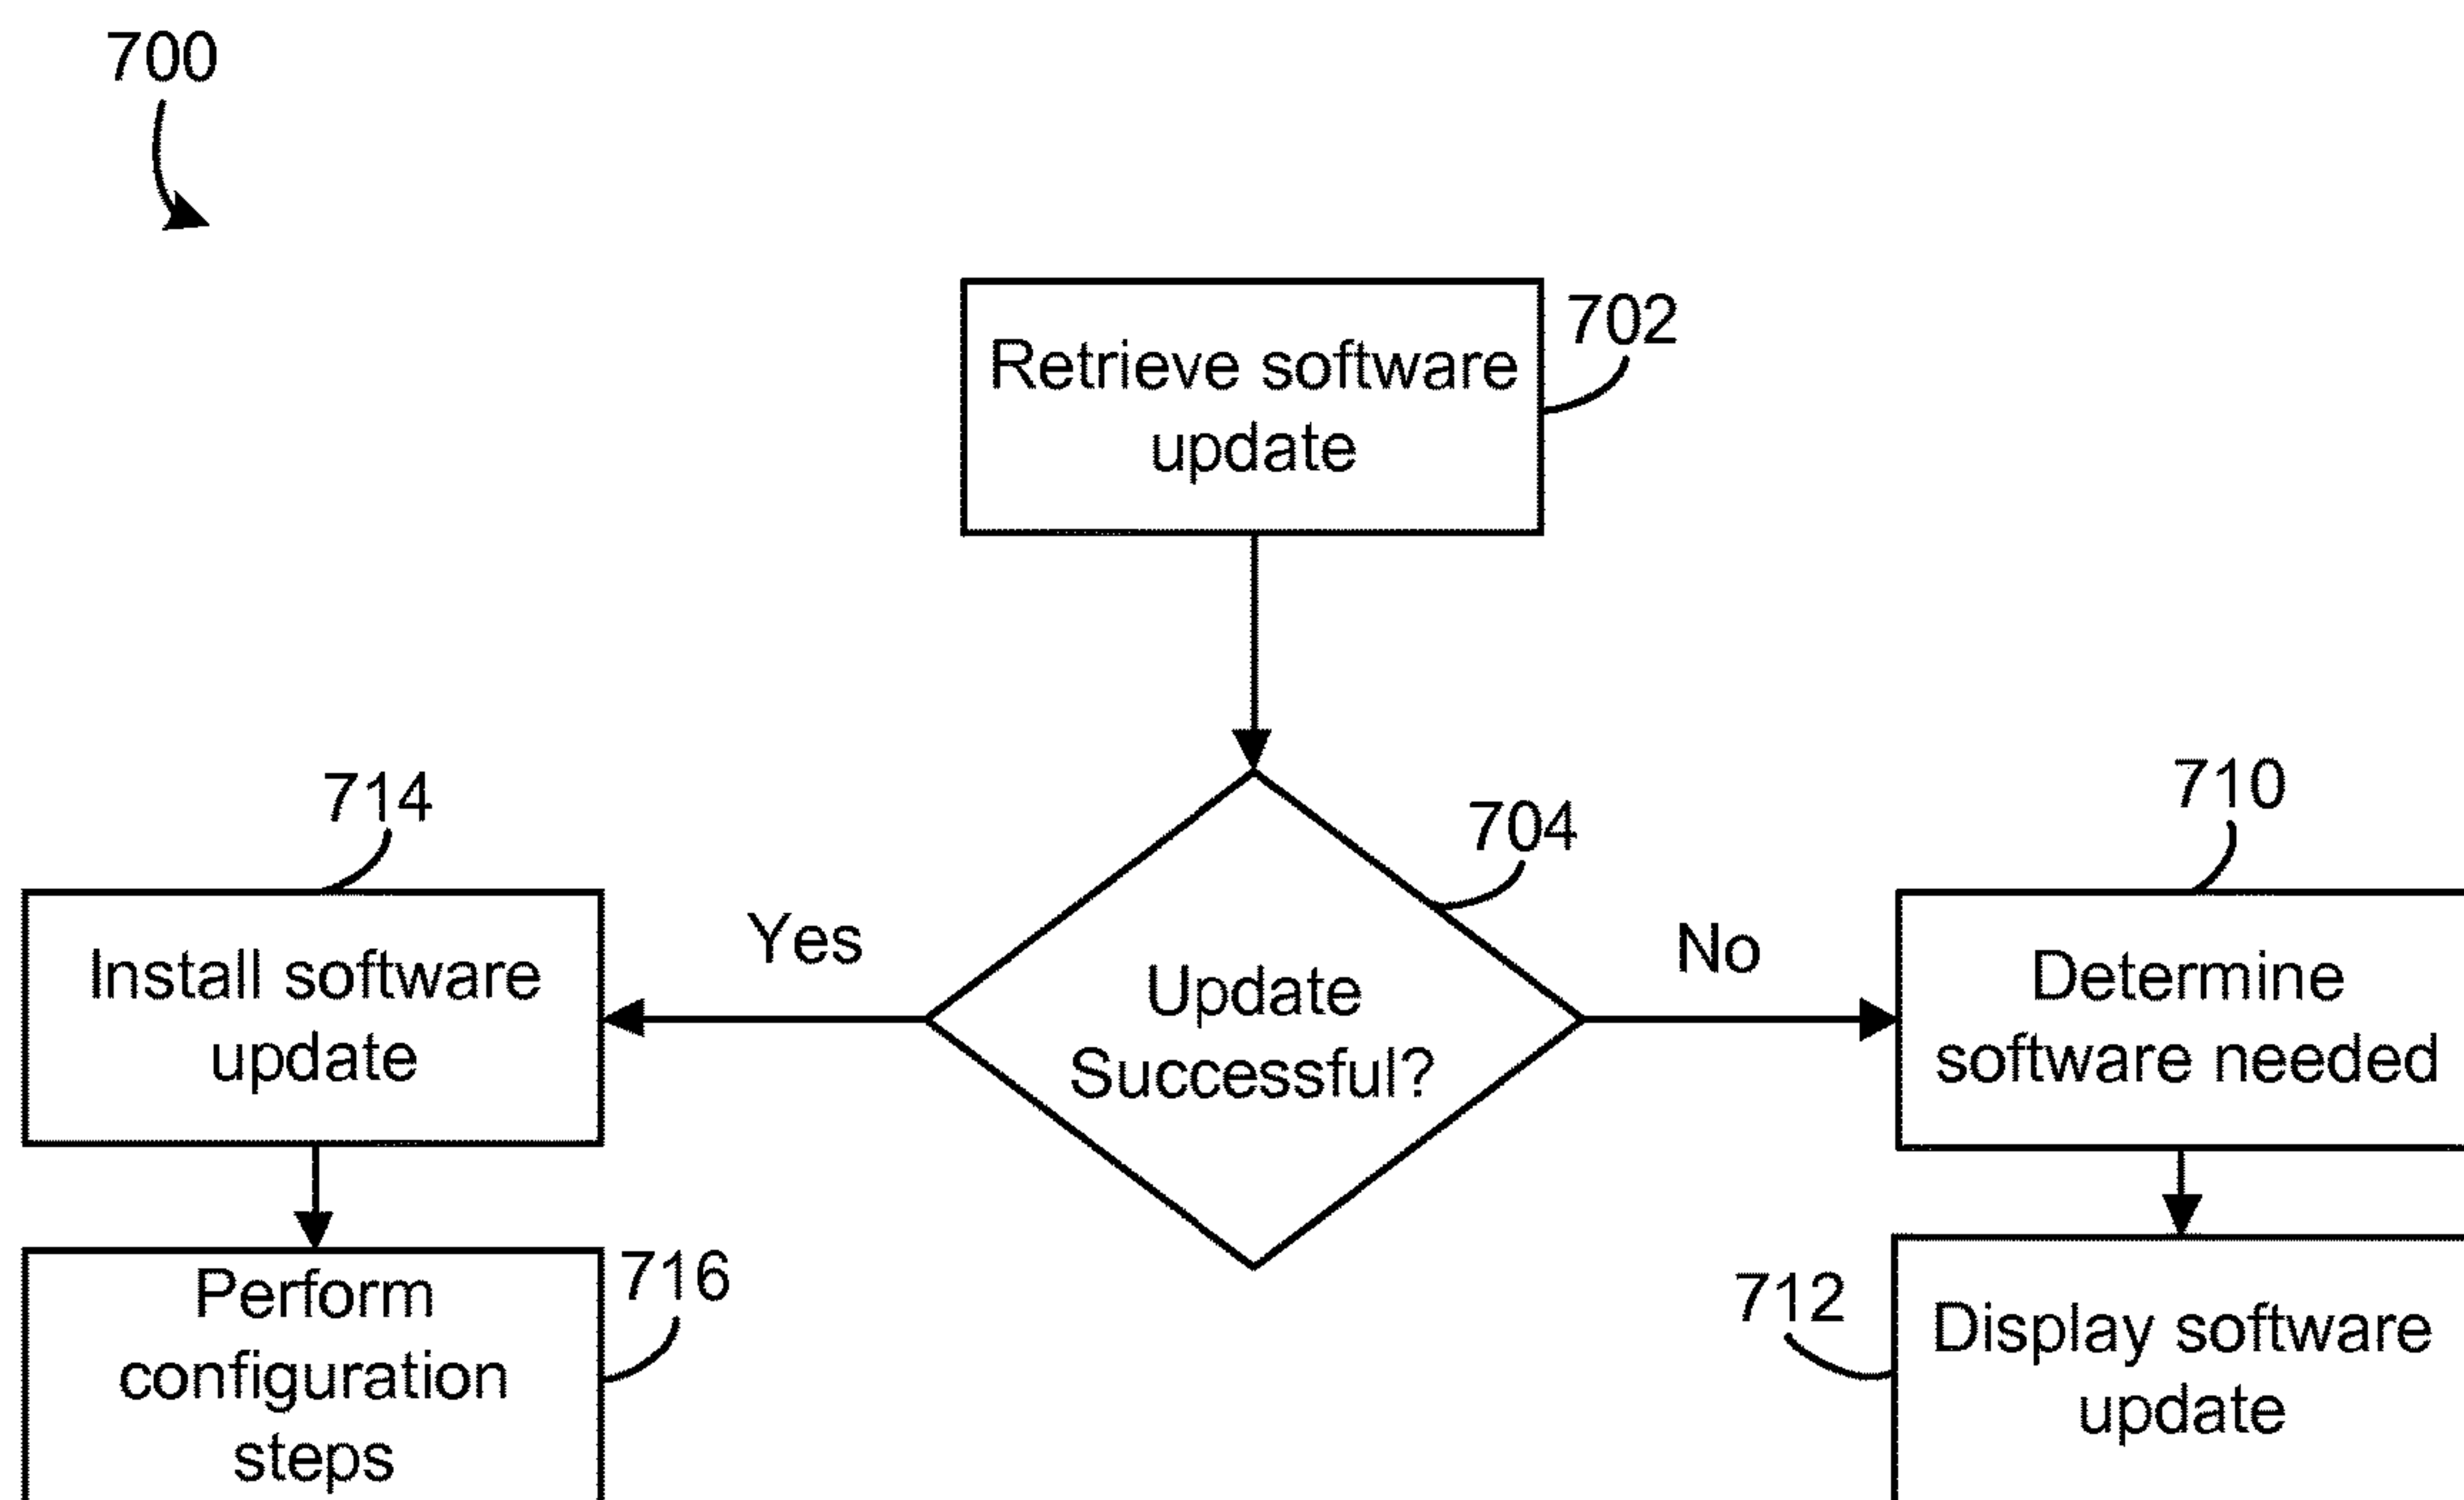 700
702
Retrieve software
update
714
704
710
Yes
No
Install software
update
Update
Successful?
Determine
software needed
716
712
Perform
configuration
steps
Display software
update